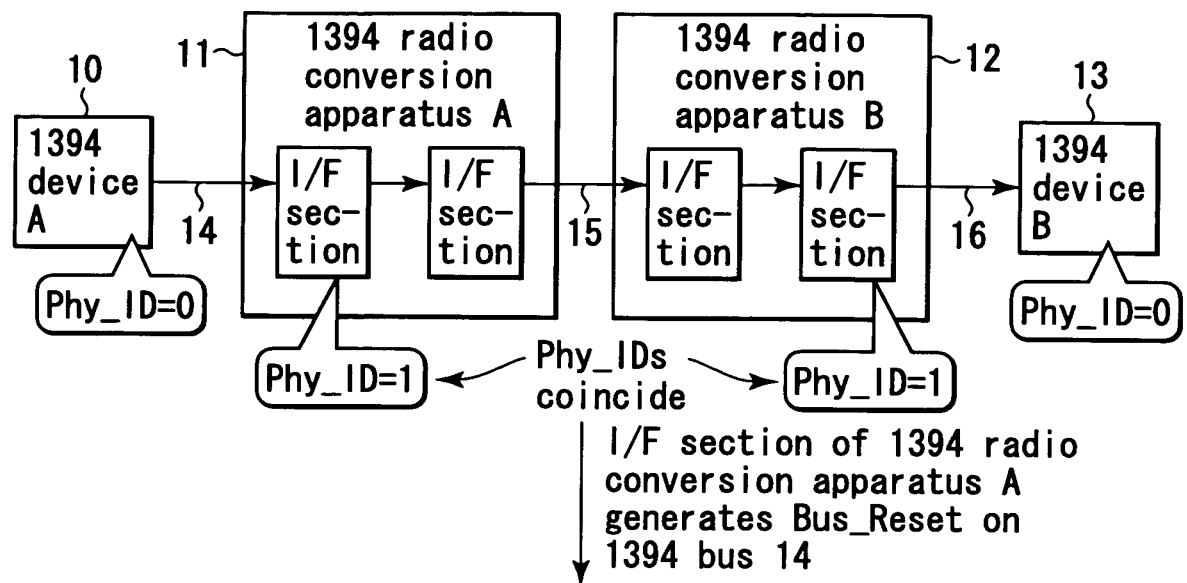 11
1394 radio
conversion
apparatus A
1394 radio
conversion
apparatus B
12
10
13
1394
device
A
I/F
sec-
tion
I/F
sec-
tion
I/F
sec-
tion
I/F
sec-
tion
1394
device
B
14
15
16
Phy_ID=0
Phy_ID=0
Phy_ID=1
Phy_IDs
coincide
Phy_ID=1
I/F section of 1394 radio
conversion apparatus A
generates Bus_Reset on
1394 bus 14